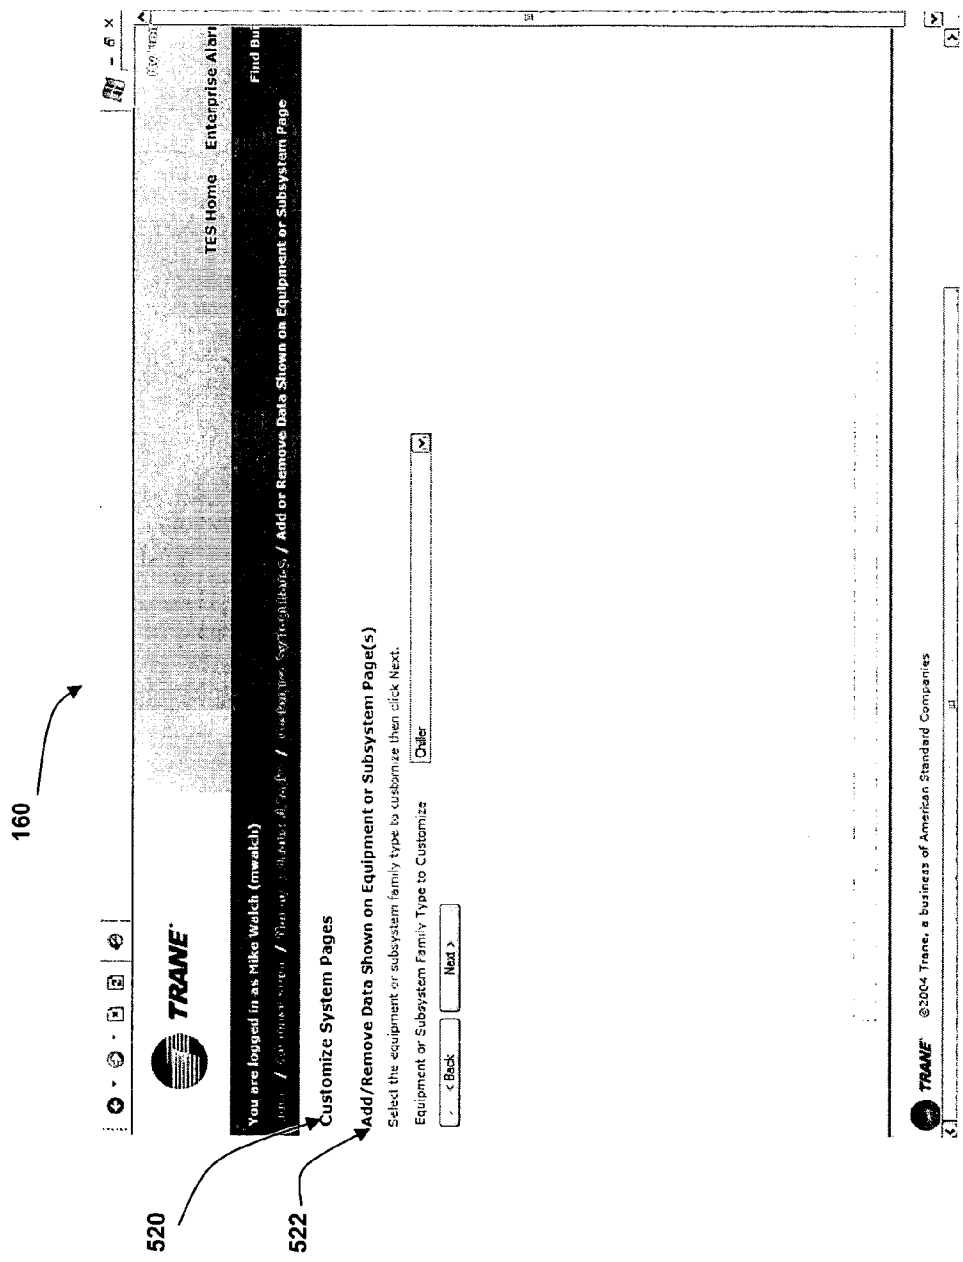 160
TRANE
TES Home Enterprise Alarm
You are logged in as Mike Walch (mwalch)
Find Bu
/ Add or Remove Data Shown on Equipment or Subsystem Page
520
Customize System Pages
522
Add/Remove Data Shown on Equipment or Subsystem Page(s)
Select the equipment or subsystem family type to customize then click Next.
Equipment or Subsystem Family Type to Customize
Chiller
< Back
Next >
TRANE
©2004 Trane, a business of American Standard Companies